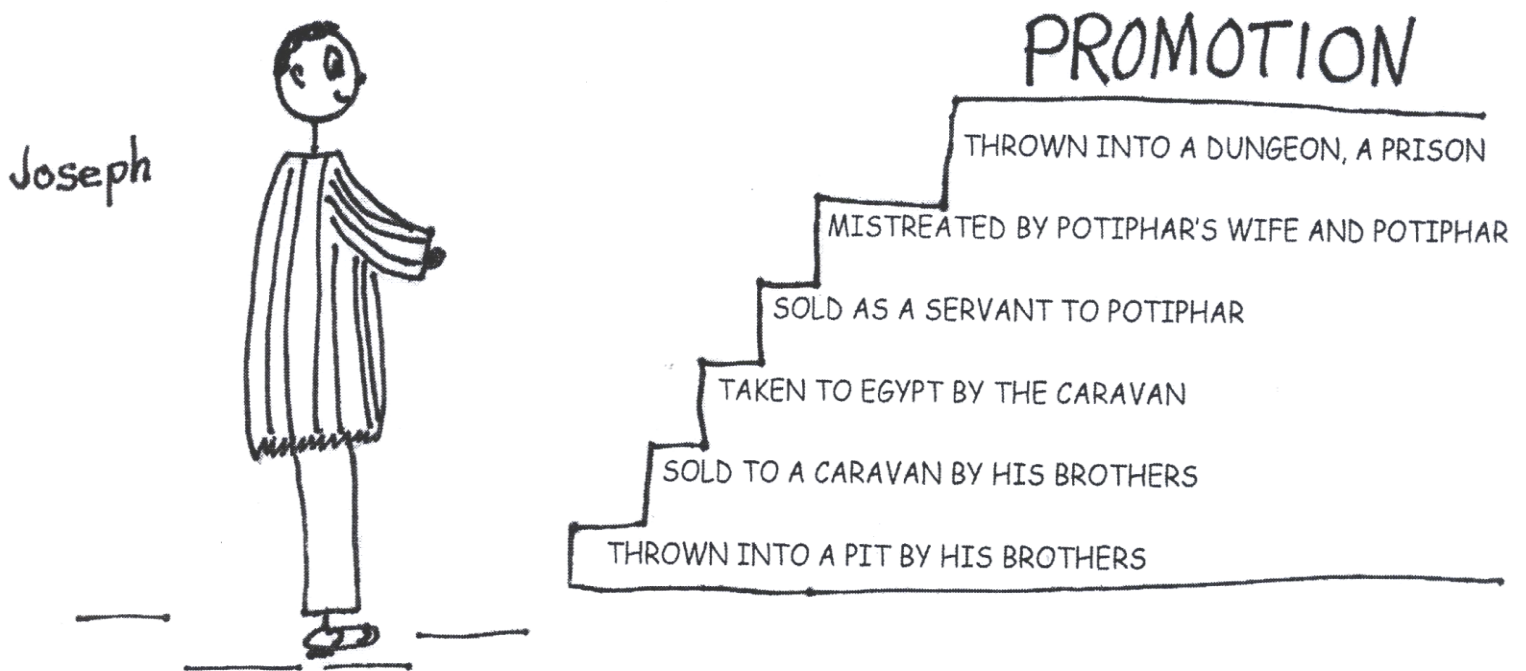 PROMOTION
Joseph
THROWN INTO A DUNGEON, A PRISON
MISTREATED BY POTIPHAR'S WIFE AND POTIPHAR
SOLD AS A SERVANT TO POTIPHAR
TAKEN TO EGYPT BY THE CARAVAN
SOLD TO A CARAVAN BY HIS BROTHERS
THROWN INTO A PIT BY HIS BROTHERS